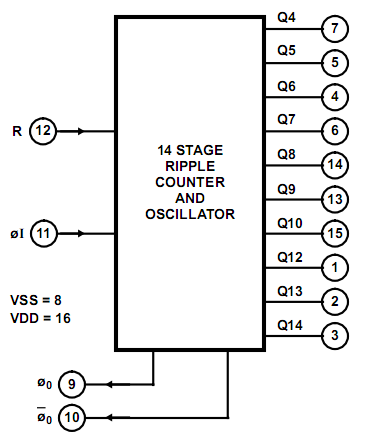 Q4
7
Q5
5
Q6
4
Q7
6
R 12
14 STAGE
RIPPLE
COUNTER
AND
OSCILLATOR
Q8
14
Q9
13
Q10
15
øI 11
Q12
1
Q13
2
Q14
3
VSS = 8
VDD = 16
ø0 9
ø̅0 10